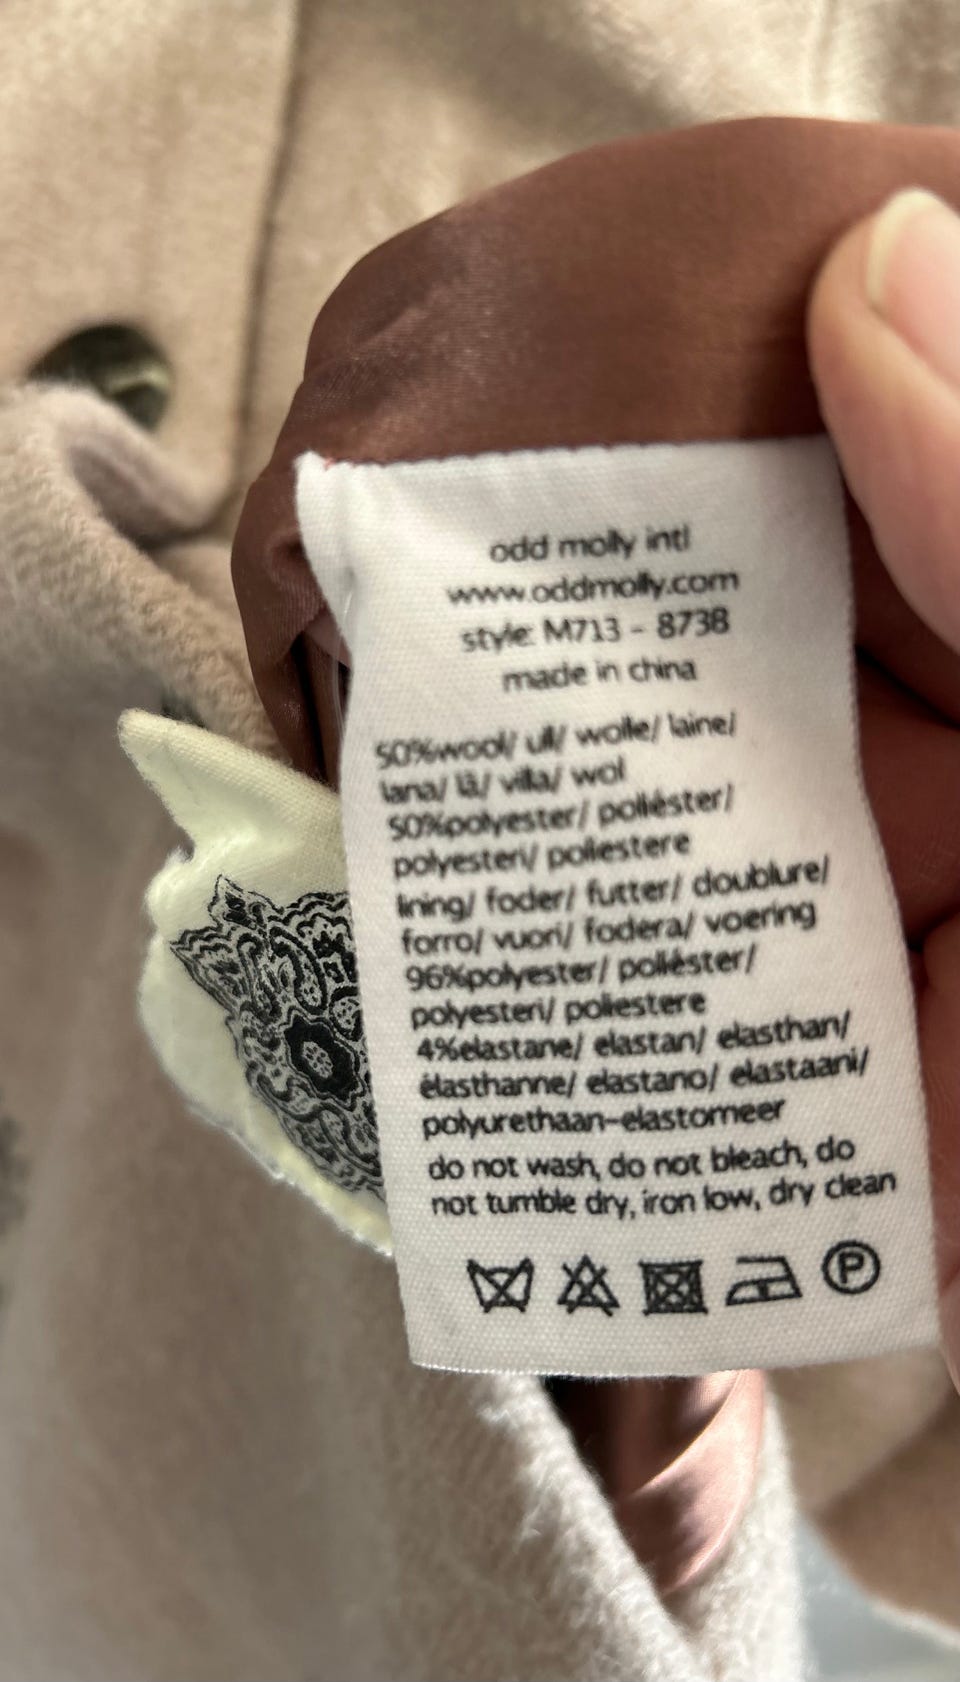 odd molly intl
www.oddmolly.com
style: M713 - 873B
made in china
50%wool/ ull/ wolle/ laine/
lana/ lã/ villa/ wol
50%polyester/ poliéster/
polyesteri/ poliestere
lining/ foder/ futter/ doublure/
forro/ vuori/ fodera/ voering
96%polyester/ poliéster/
polyesteri/ poliestere
4%elastane/ elastan/ elasthan/
élasthanne/ elastano/ elastaani/
polyurethaan-elastomeer
do not wash, do not bleach, do
not tumble dry, iron low, dry clean
P